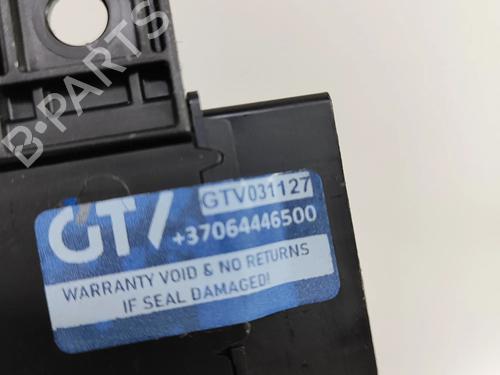 B-PARTS
GTV
GTV031127
+37064446500
WARRANTY VOID & NO RETURNS
IF SEAL DAMAGED!